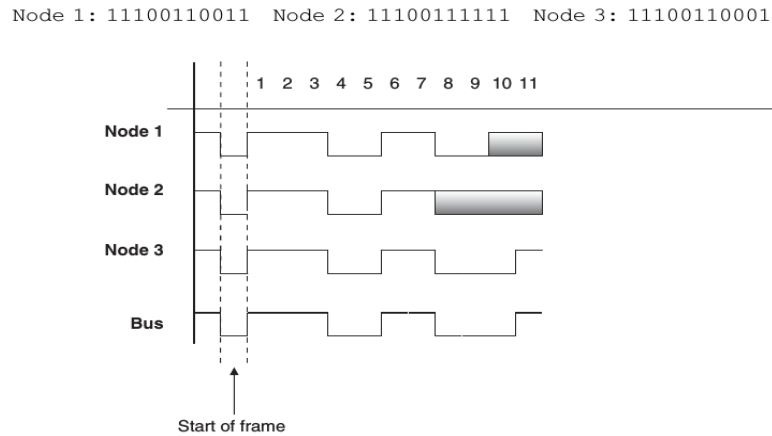 Node 1: 11100110011 Node 2: 11100111111 Node 3: 11100110001
1 2 3 4 5 6 7 8 9 10 11
Node 1
Node 2
Node 3
Bus
Start of frame